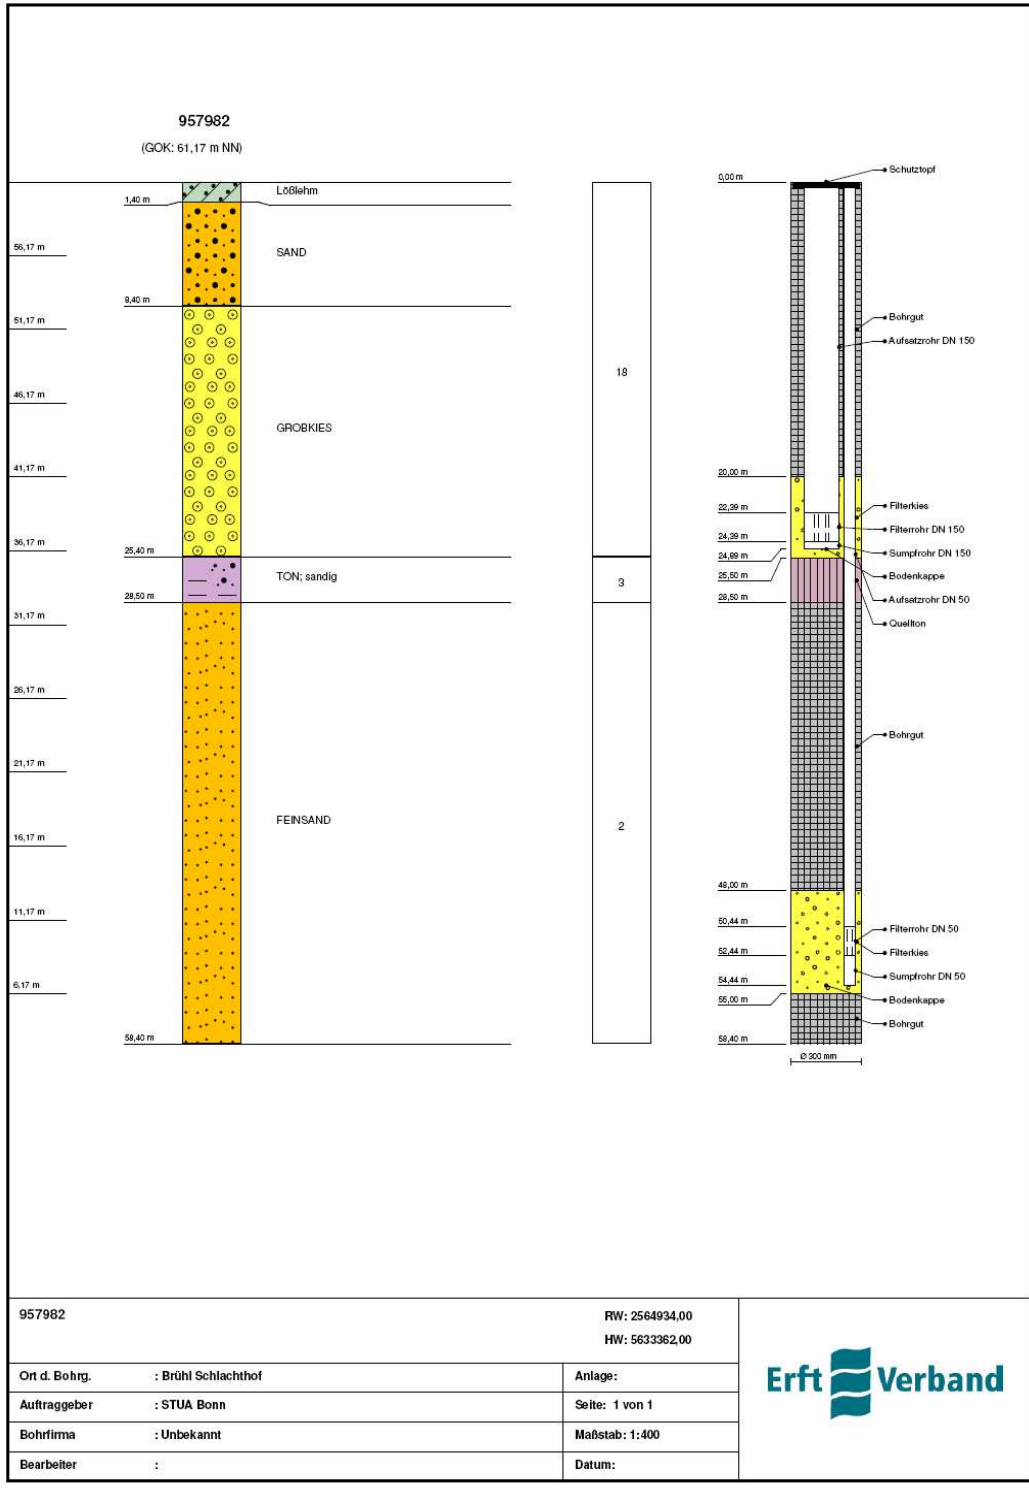 957982
(GOK: 61,17 m NN)
Lößlehm
1,40 m
SAND
8,40 m
GROBKIES
25,40 m
TON; sandig
28,50 m
FEINSAND
58,40 m
56,17 m
51,17 m
46,17 m
41,17 m
36,17 m
31,17 m
26,17 m
21,17 m
16,17 m
11,17 m
6,17 m
18
3
2
0,00 m
20,00 m
22,39 m
24,39 m
24,89 m
25,50 m
28,50 m
48,00 m
50,44 m
52,44 m
54,44 m
55,00 m
58,40 m
Ø 300 mm
Schutztopf
Bohrgut
Aufsatzrohr DN 150
Filterkies
Filterrohr DN 150
Sumpfrohr DN 150
Bodenkappe
Aufsatzrohr DN 50
Quellton
Bohrgut
Filterrohr DN 50
Filterkies
Sumpfrohr DN 50
Bodenkappe
Bohrgut
957982
RW: 2564934,00
HW: 5633362,00
Ort d. Bohrg. : Brühl Schlachthof
Anlage:
Auftraggeber : STUA Bonn
Seite: 1 von 1
Bohrfirma : Unbekannt
Maßstab: 1:400
Bearbeiter :
Datum:
Erft Verband